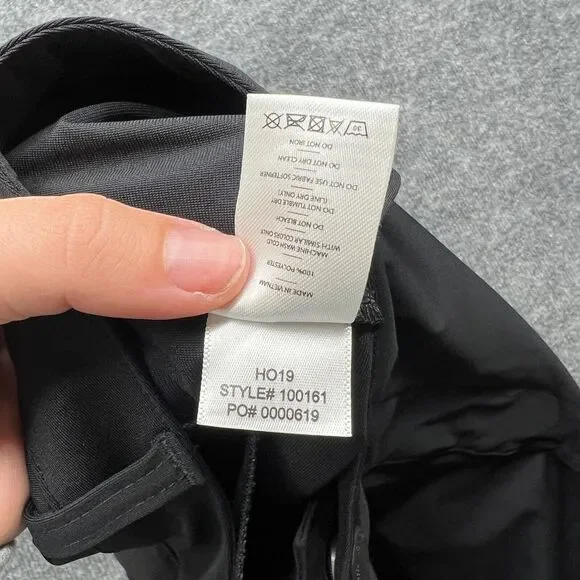 MADE IN VIETNAM
100% POLYESTER
MACHINE WASH COLD
WITH SIMILAR COLORS ONLY
DO NOT BLEACH
DO NOT TUMBLE DRY
(LINE DRY ONLY)
DO NOT USE FABRIC SOFTENER
DO NOT DRY CLEAN
DO NOT IRON
30
HO19
STYLE# 100161
PO# 0000619